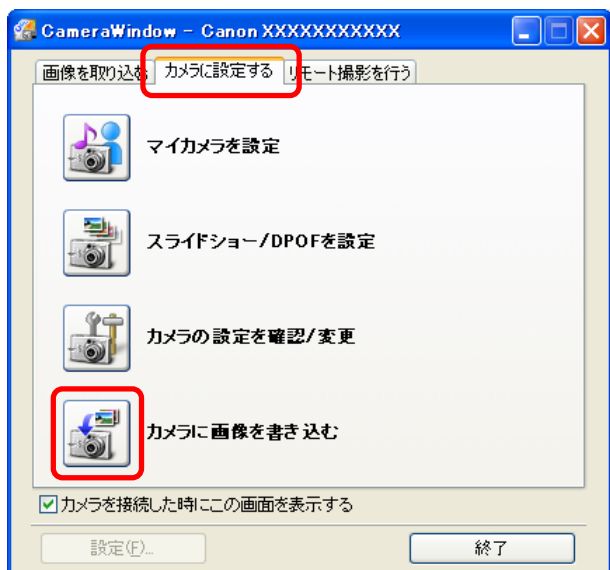 CameraWindow - Canon XXXXXXXXXXX
画像を取り込む カメラに設定する リモート撮影を行う
マイカメラを設定
スライドショー/DPOFを設定
カメラの設定を確認/変更
カメラに画像を書き込む
カメラを接続した時にこの画面を表示する
設定(F)... 終了